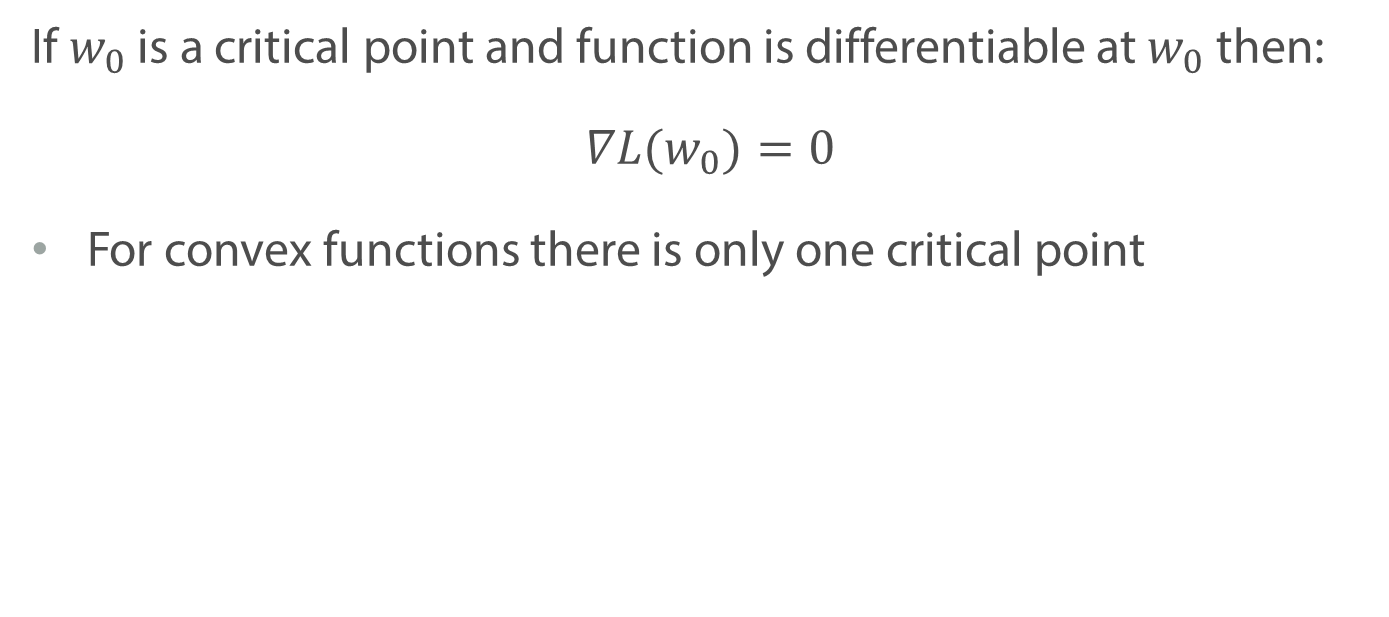 If w₀ is a critical point and function is differentiable at w₀ then:
∇L(w₀) = 0
• For convex functions there is only one critical point